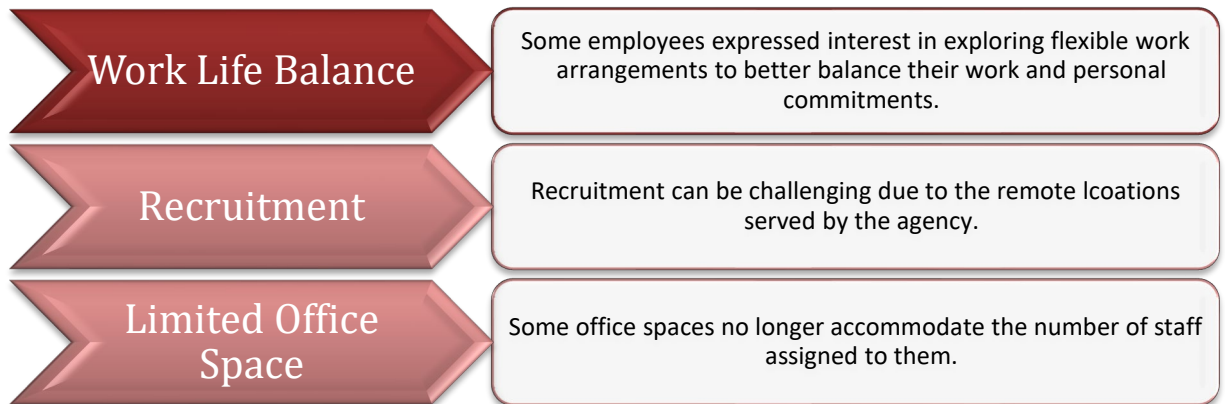 Work Life Balance
Some employees expressed interest in exploring flexible work
arrangements to better balance their work and personal
commitments.
Recruitment
Recruitment can be challenging due to the remote lcoations
served by the agency.
Limited Office
Space
Some office spaces no longer accommodate the number of staff
assigned to them.